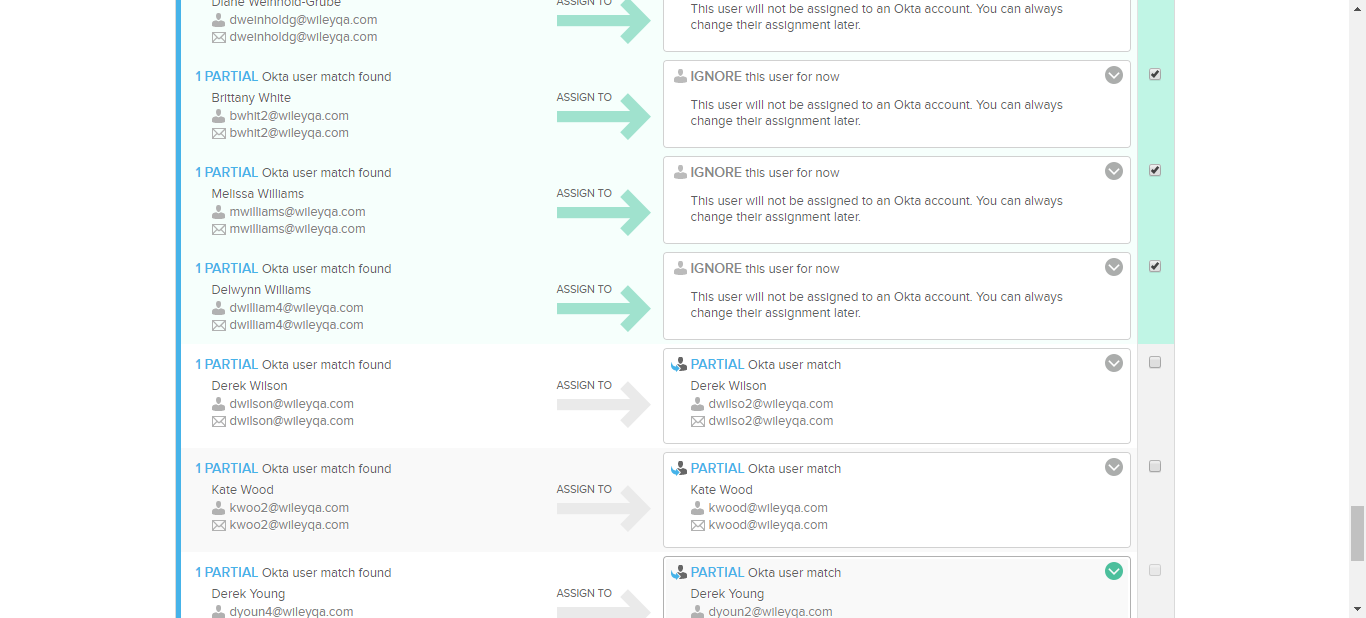 Diane Weinhold-Grube
dweinholdg@wileyqa.com
dweinholdg@wileyqa.com
ASSIGN TO
This user will not be assigned to an Okta account. You can always
change their assignment later.
1 PARTIAL Okta user match found
Brittany White
bwhit2@wileyqa.com
bwhit2@wileyqa.com
ASSIGN TO
IGNORE this user for now
This user will not be assigned to an Okta account. You can always
change their assignment later.
1 PARTIAL Okta user match found
Melissa Williams
mwilliams@wileyqa.com
mwilliams@wileyqa.com
ASSIGN TO
IGNORE this user for now
This user will not be assigned to an Okta account. You can always
change their assignment later.
1 PARTIAL Okta user match found
Delwynn Williams
dwilliam4@wileyqa.com
dwilliam4@wileyqa.com
ASSIGN TO
IGNORE this user for now
This user will not be assigned to an Okta account. You can always
change their assignment later.
1 PARTIAL Okta user match found
Derek Wilson
dwilson@wileyqa.com
dwilson@wileyqa.com
ASSIGN TO
PARTIAL Okta user match
Derek Wilson
dwilso2@wileyqa.com
dwilso2@wileyqa.com
1 PARTIAL Okta user match found
Kate Wood
kwoo2@wileyqa.com
kwoo2@wileyqa.com
ASSIGN TO
PARTIAL Okta user match
Kate Wood
kwood@wileyqa.com
kwood@wileyqa.com
1 PARTIAL Okta user match found
Derek Young
dyoun4@wileyqa.com
ASSIGN TO
PARTIAL Okta user match
Derek Young
dyoun2@wileyqa.com